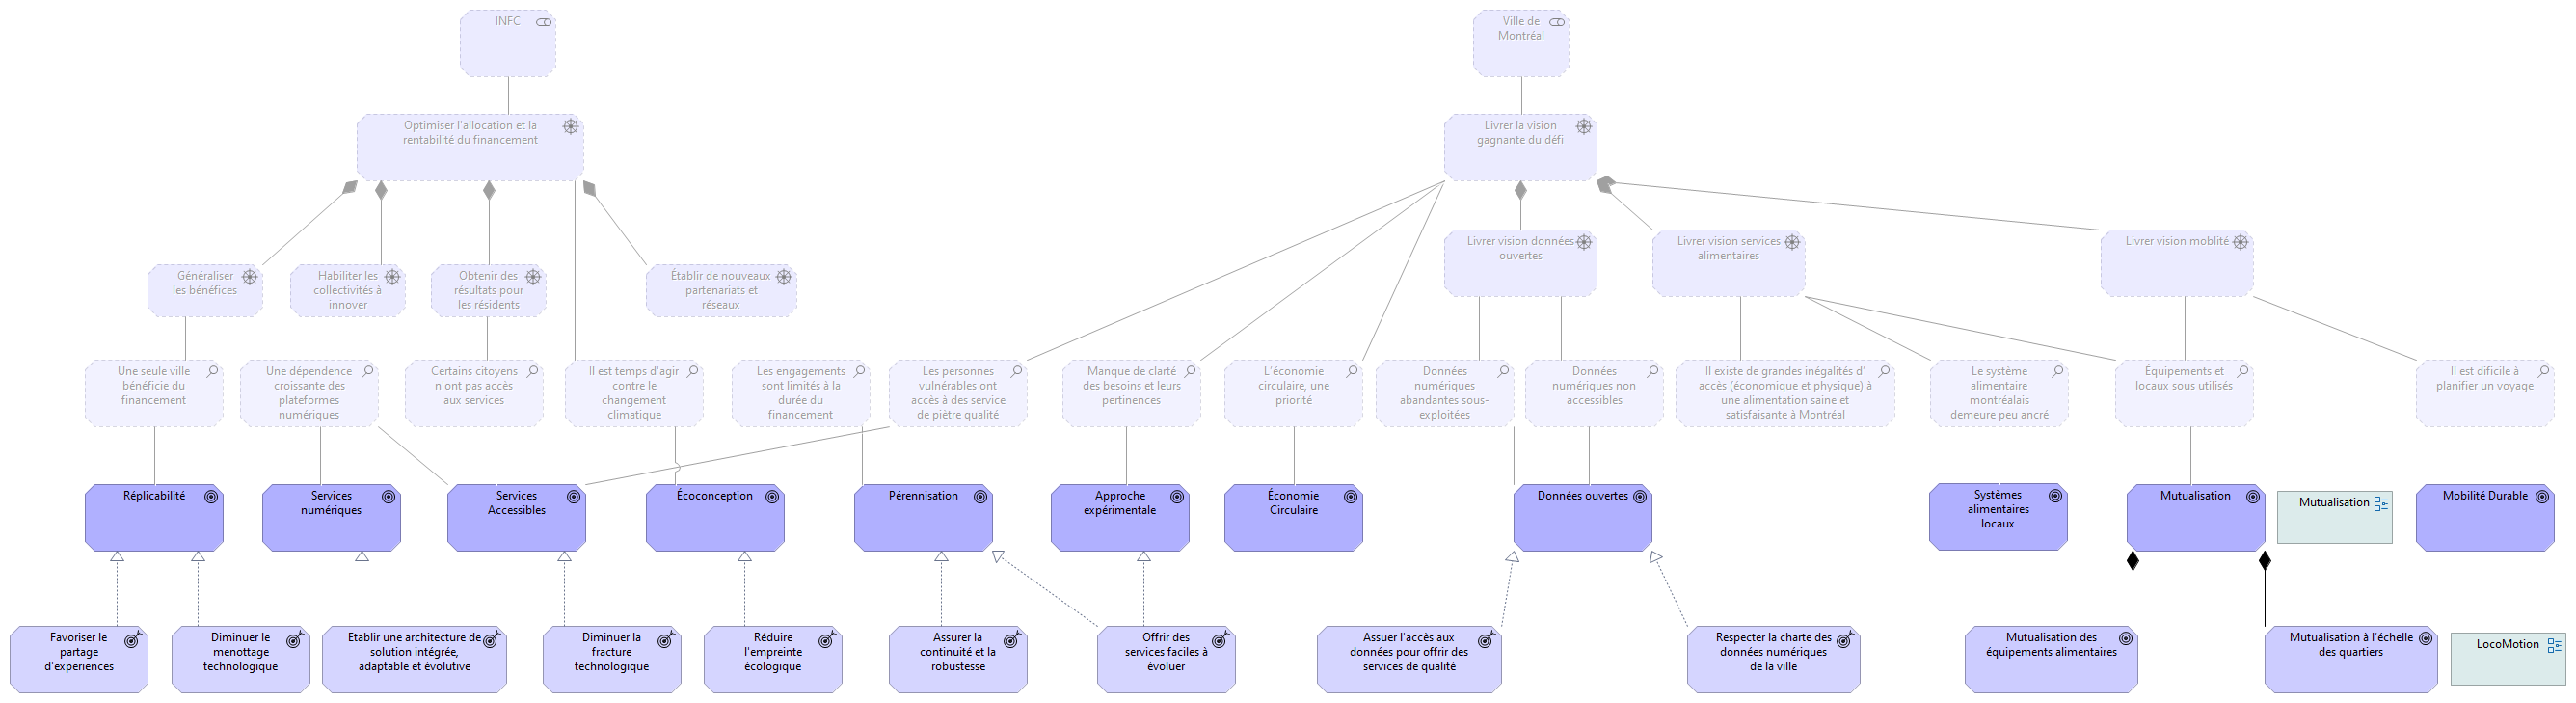 INFC
Ville de
Montréal
Optimiser l'allocation et la
rentabilité du financement
Livrer la vision
gagnante du défi
Livrer vision données
ouvertes
Livrer vision services
alimentaires
Livrer vision moblité
Généraliser
les bénéfices
Habiliter les
collectivités à
innover
Obtenir des
résultats pour
les résidents
Établir de nouveaux
partenariats et
réseaux
Une seule ville
bénéficie du
financement
Une dépendence
croissante des
plateformes
numériques
Certains citoyens
n'ont pas accès
aux services
Il est temps d'agir
contre le
changement
climatique
Les engagements
sont limités à la
durée du
financement
Les personnes
vulnérables ont
accès à des service
de piètre qualité
Manque de clarté
des besoins et leurs
pertinences
L'économie
circulaire, une
priorité
Données
numériques
abandantes sous-
exploitées
Données
numériques non
accessibles
Il existe de grandes inégalités d'
accès (économique et physique) à
une alimentation saine et
satisfaisante à Montréal
Le système
alimentaire
montréalais
demeure peu ancré
Équipements et
locaux sous utilisés
Il est dificile à
planifier un voyage
Réplicabilité
Services
numériques
Services
Accessibles
Écoconception
Pérennisation
Approche
expérimentale
Économie
Circulaire
Données ouvertes
Systèmes
alimentaires
locaux
Mutualisation
Mutualisation
Mobilité Durable
Favoriser le
partage
d'experiences
Diminuer le
menottage
technologique
Etablir une architecture de
solution intégrée,
adaptable et évolutive
Diminuer la
fracture
technologique
Réduire
l'empreinte
écologique
Assurer la
continuité et la
robustesse
Offrir des
services faciles à
évoluer
Assuer l'accès aux
données pour offrir des
services de qualité
Respecter la charte des
données numériques
de la ville
Mutualisation des
équipements alimentaires
Mutualisation à l'échelle
des quartiers
LocoMotion